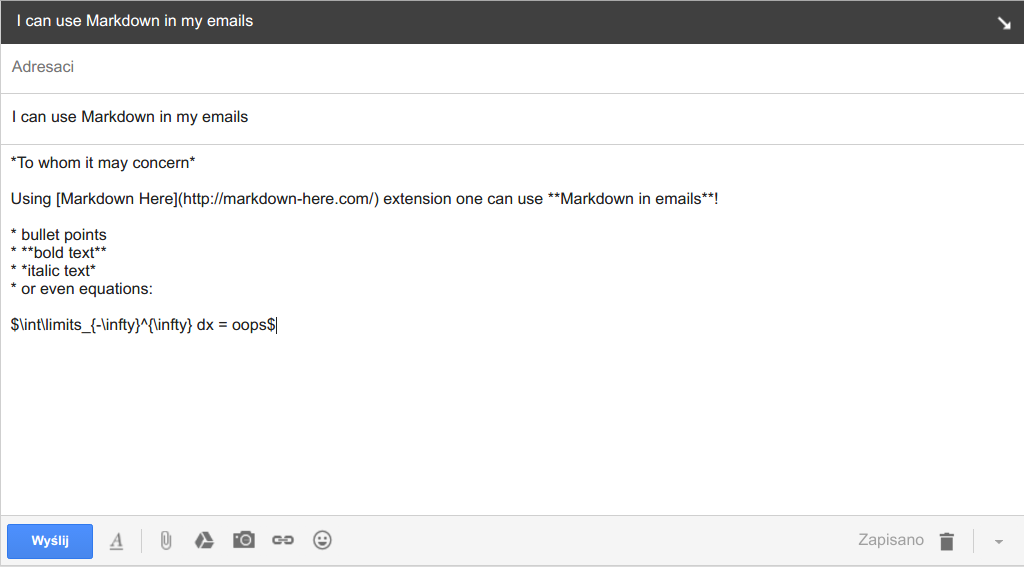 I can use Markdown in my emails
Adresaci
I can use Markdown in my emails
*To whom it may concern*
Using [Markdown Here](http://markdown-here.com/) extension one can use **Markdown in emails**!
* bullet points
* **bold text**
* *italic text*
* or even equations:
$\int\limits_{-\infty}^{\infty} dx = oops$
Wyślij
A
Zapisano